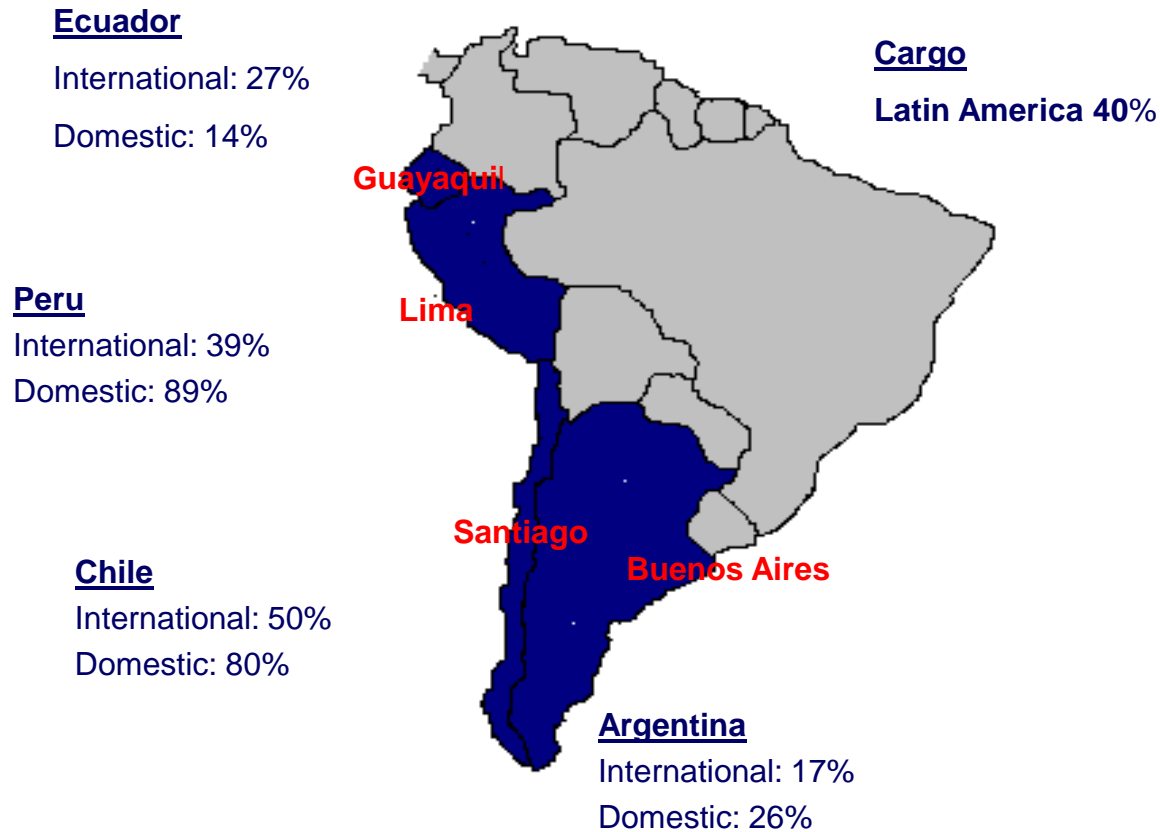 Ecuador
International: 27%
Domestic: 14%
Cargo
Latin America 40%
Guayaquil
Peru
International: 39%
Domestic: 89%
Lima
Santiago
Buenos Aires
Chile
International: 50%
Domestic: 80%
Argentina
International: 17%
Domestic: 26%